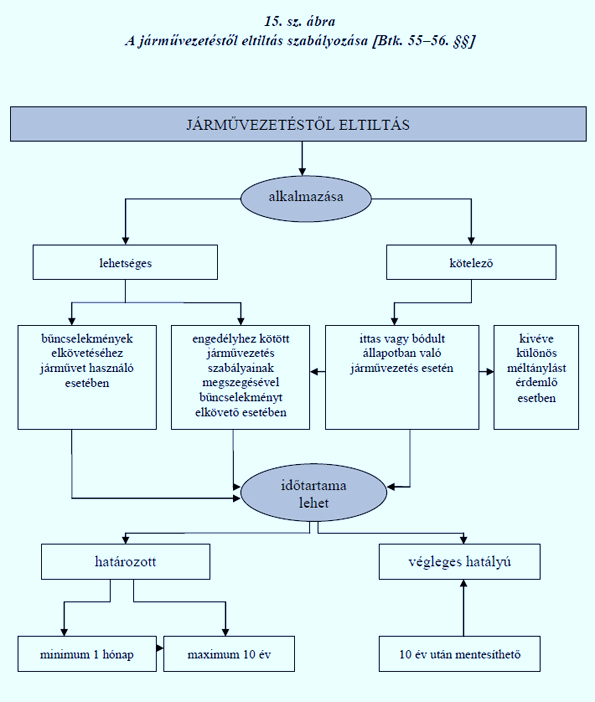 15. sz. ábra
A járművezetéstől eltiltás szabályozása [Btk. 55–56. §§]
JÁRMŰVEZETÉSTŐL ELTILTÁS
alkalmazása
lehetséges
kötelező
bűncselekmények
elkövetéséhez
járművet használó
esetében
engedélyhez kötött
járművezetés
szabályainak
megszegésével
bűncselekményt
elkövető esetében
ittas vagy bódult
állapotban való
járművezetés esetén
kivéve
különös
méltánylást
érdemlő
esetben
időtartama
lehet
határozott
végleges hatályú
minimum 1 hónap
maximum 10 év
10 év után mentesíthető